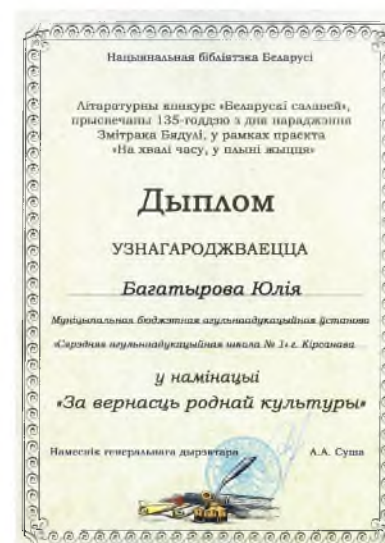 Нацыянальная бібліятэка Беларусі
Літаратурны конкурс «Беларускі салавей»,
прысвечаны 135-годдзю з дня нараджэння
Змітрака Бядулі, у рамках праекта
«На хвалі часу, у плыні жыцця»
Дыплом
УЗНАГАРОДЖВАЕЦЦА
Багатырова Юлія
Муніцыпальная бюджэтная агульнаадукацыйная ўстанова
«Сярэдняя агульнаадукацыйная школа № 1» г. Кірсанава
у намінацыі
«За вернасць роднай культуры»
Намеснік генеральнага дырэктара А.А. Суша